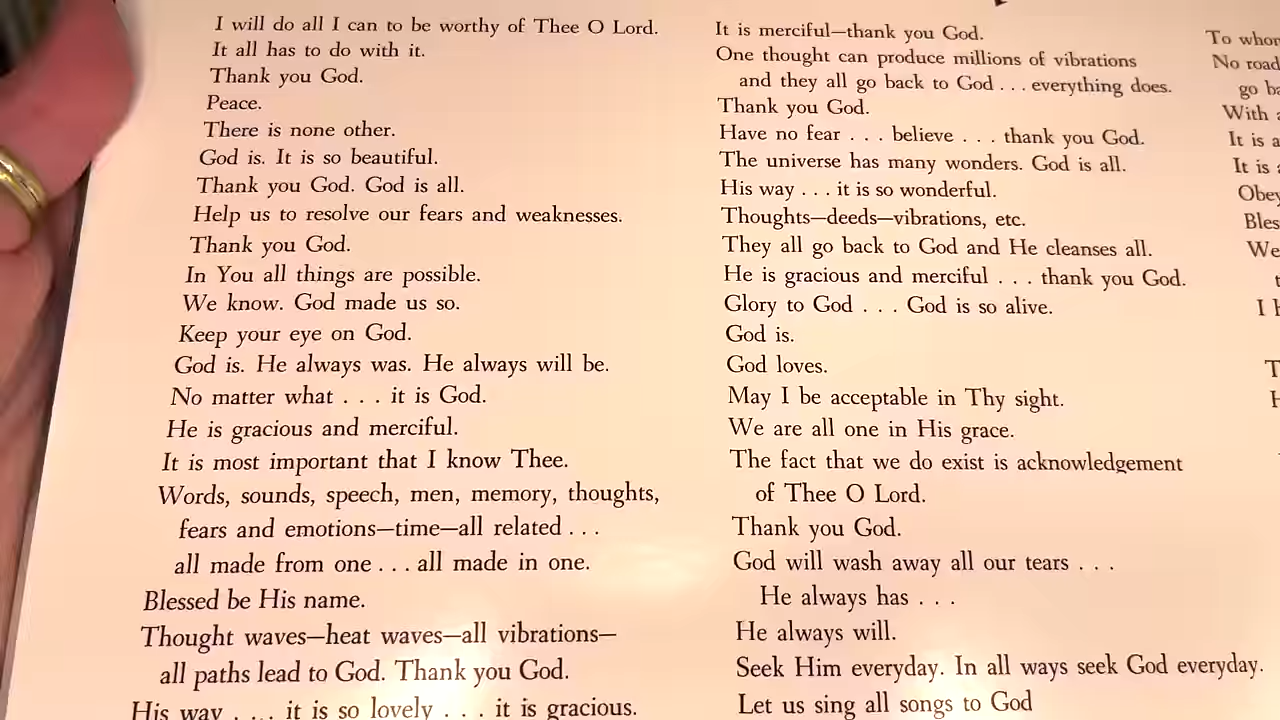 I will do all I can to be worthy of Thee O Lord.
It all has to do with it.
Thank you God.
Peace.
There is none other.
God is. It is so beautiful.
Thank you God. God is all.
Help us to resolve our fears and weaknesses.
Thank you God.
In You all things are possible.
We know. God made us so.
Keep your eye on God.
God is. He always was. He always will be.
No matter what . . . it is God.
He is gracious and merciful.
It is most important that I know Thee.
Words, sounds, speech, men, memory, thoughts,
fears and emotions—time—all related . . .
all made from one . . . all made in one.
Blessed be His name.
Thought waves—heat waves—all vibrations—
all paths lead to God. Thank you God.
His way . . . it is so lovely . . . it is gracious.
It is merciful—thank you God.
One thought can produce millions of vibrations
and they all go back to God . . . everything does.
Thank you God.
Have no fear . . . believe . . . thank you God.
The universe has many wonders. God is all.
His way . . . it is so wonderful.
Thoughts—deeds—vibrations, etc.
They all go back to God and He cleanses all.
He is gracious and merciful . . . thank you God.
Glory to God . . . God is so alive.
God is.
God loves.
May I be acceptable in Thy sight.
We are all one in His grace.
The fact that we do exist is acknowledgement
of Thee O Lord.
Thank you God.
God will wash away all our tears . . .
He always has . . .
He always will.
Seek Him everyday. In all ways seek God everyday.
Let us sing all songs to God
To whom
No road
go ba
With a
It is a
It is a
Obey
Bles
We
t
I h
T
H